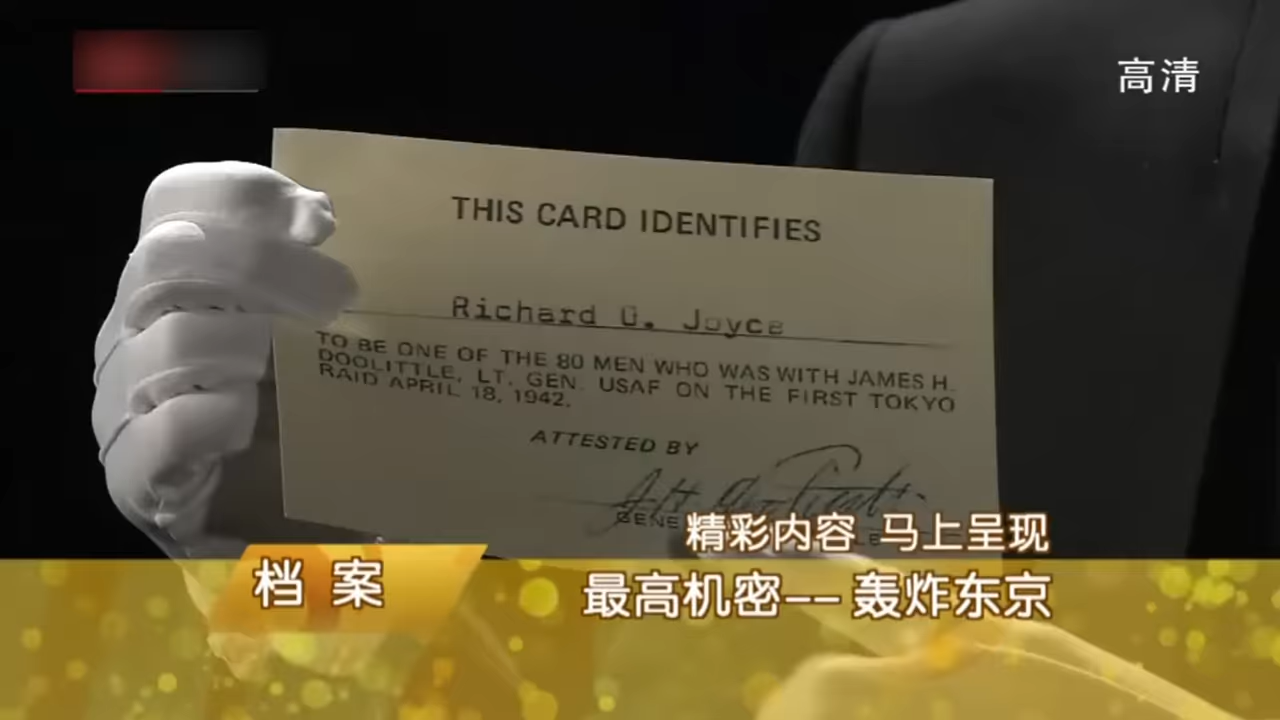 高清
THIS CARD IDENTIFIES
Richard G. Joyce
TO BE ONE OF THE 80 MEN WHO WAS WITH JAMES H.
DOOLITTLE, LT. GEN. USAF ON THE FIRST TOKYO
RAID APRIL 18, 1942.
ATTESTED BY
精彩内容 马上呈现
档案
最高机密-- 轰炸东京